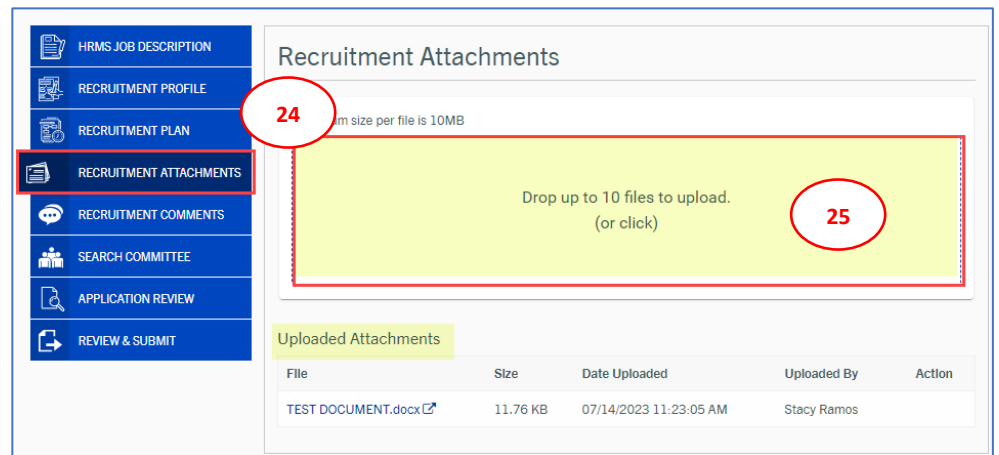 HRMS JOB DESCRIPTION
RECRUITMENT PROFILE
RECRUITMENT PLAN
RECRUITMENT ATTACHMENTS
RECRUITMENT COMMENTS
SEARCH COMMITTEE
APPLICATION REVIEW
REVIEW & SUBMIT
Recruitment Attachments
24
size per file is 10MB
Drop up to 10 files to upload.
(or click)
25
Uploaded Attachments
File Size Date Uploaded Uploaded By Action
TEST DOCUMENT.docx 11.76 KB 07/14/2023 11:23:05 AM Stacy Ramos